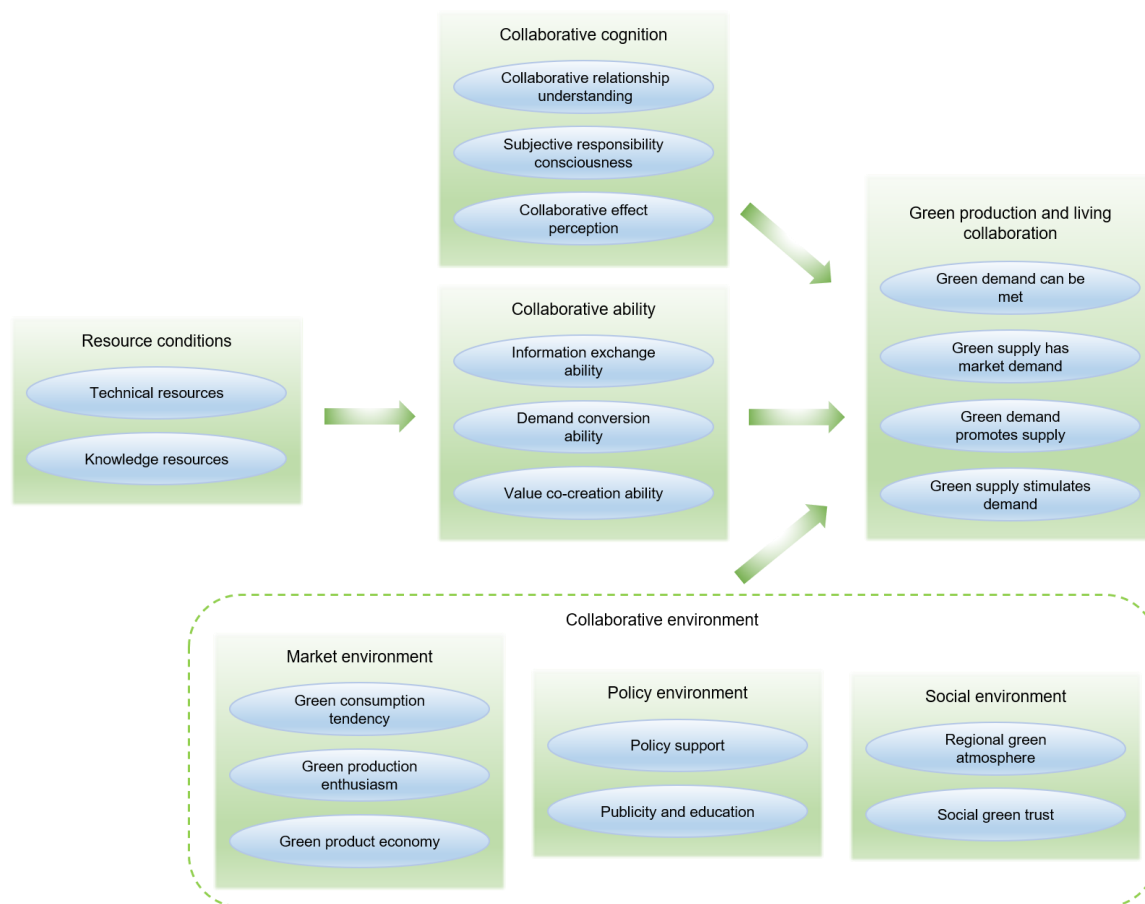 Collaborative cognition
Collaborative relationship
understanding
Subjective responsibility
consciousness
Collaborative effect
perception
Resource conditions
Technical resources
Knowledge resources
Collaborative ability
Information exchange
ability
Demand conversion
ability
Value co-creation ability
Green production and living
collaboration
Green demand can be
met
Green supply has
market demand
Green demand
promotes supply
Green supply stimulates
demand
Collaborative environment
Market environment
Green consumption
tendency
Green production
enthusiasm
Green product economy
Policy environment
Policy support
Publicity and education
Social environment
Regional green
atmosphere
Social green trust